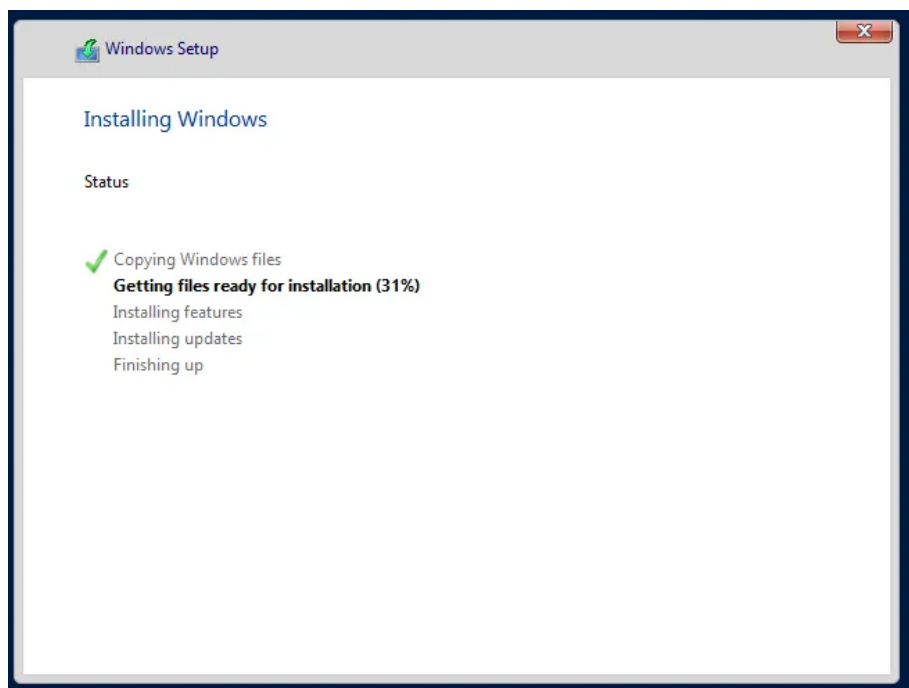 Windows Setup
Installing Windows
Status
Copying Windows files
Getting files ready for installation (31%)
Installing features
Installing updates
Finishing up